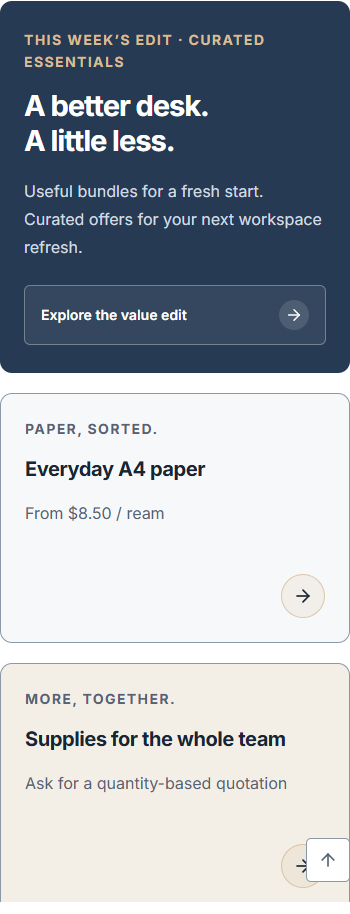 THIS WEEK’S EDIT · CURATED
ESSENTIALS
A better desk.
A little less.
Useful bundles for a fresh start.
Curated offers for your next workspace
refresh.
Explore the value edit
PAPER, SORTED.
Everyday A4 paper
From $8.50 / ream
MORE, TOGETHER.
Supplies for the whole team
Ask for a quantity-based quotation